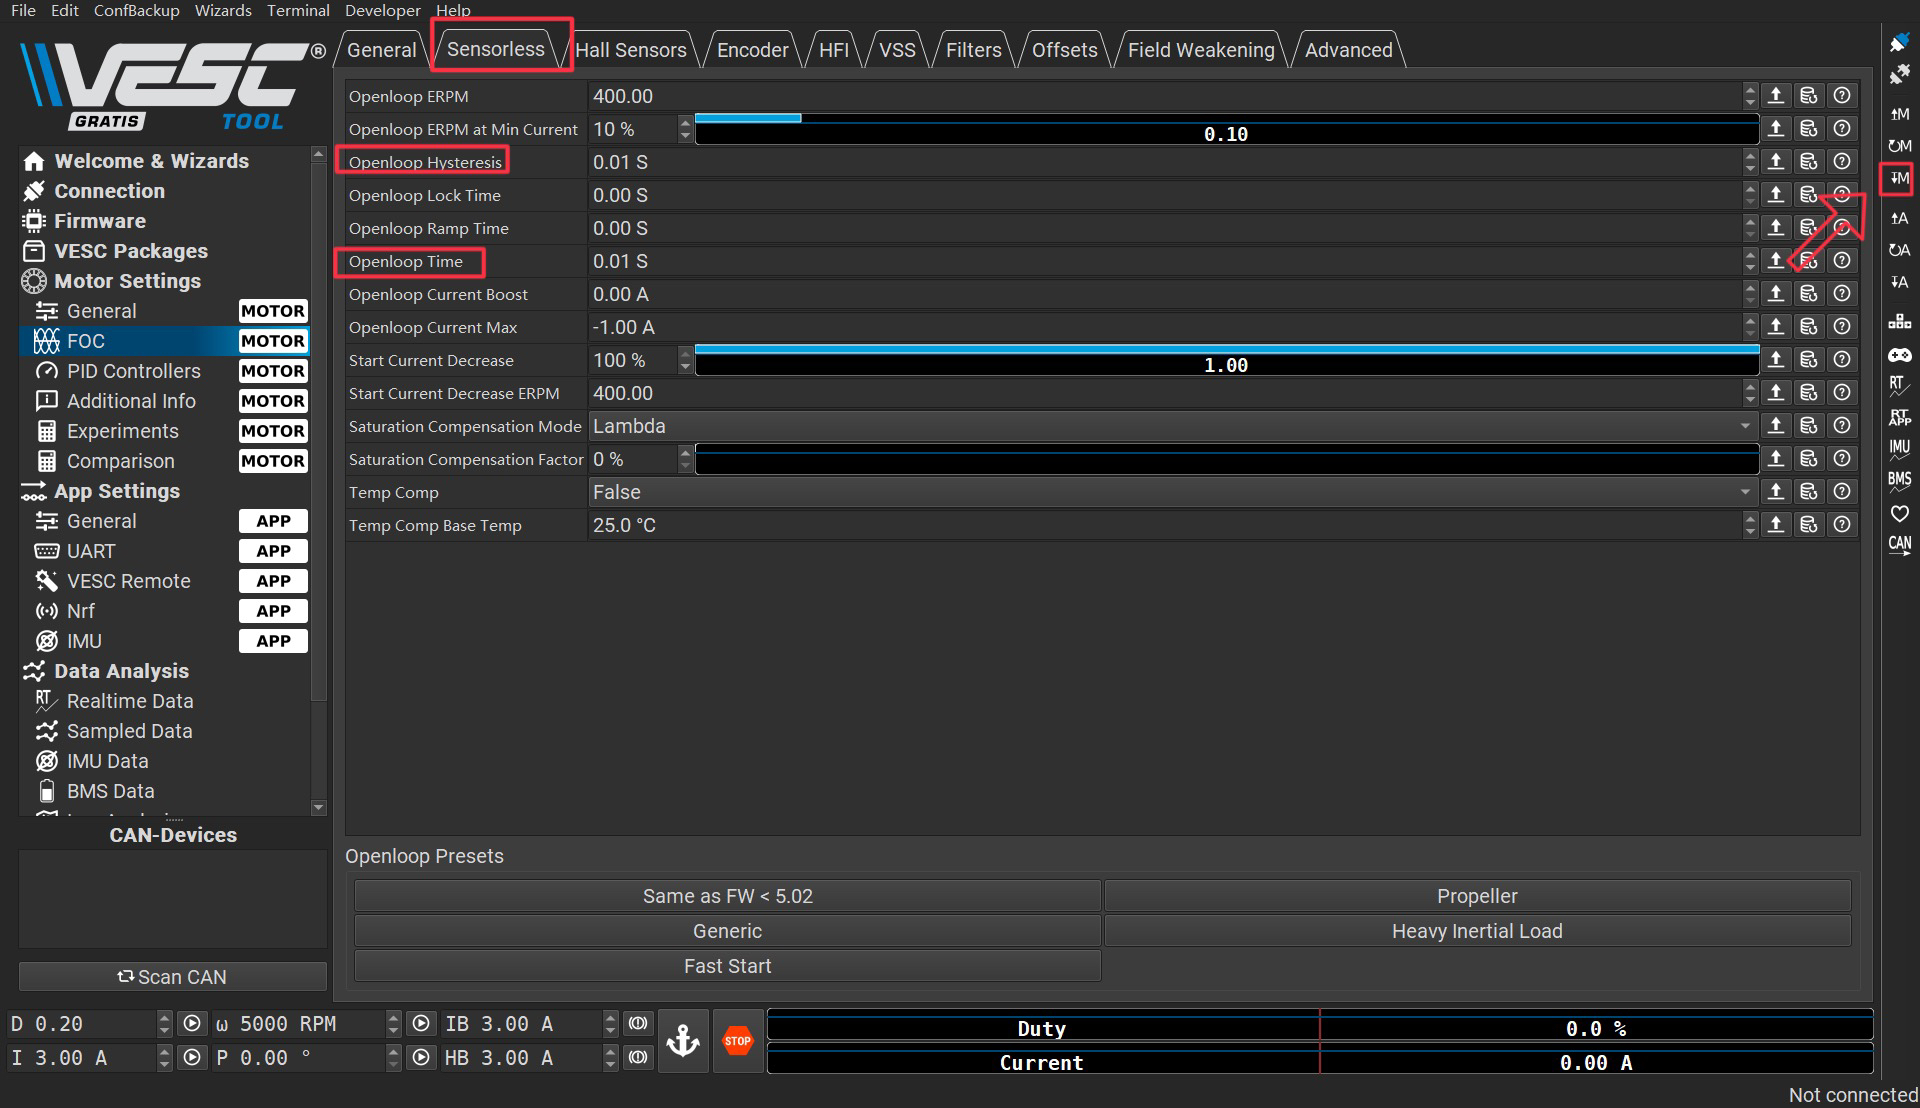 File Edit ConfBackup Wizards Terminal Developer Help
VESC®
GRATIS TOOL
General Sensorless Hall Sensors Encoder HFI VSS Filters Offsets Field Weakening Advanced
Welcome & Wizards
Connection
Firmware
VESC Packages
Motor Settings
General MOTOR
FOC MOTOR
PID Controllers MOTOR
Additional Info MOTOR
Experiments MOTOR
Comparison MOTOR
App Settings
General APP
UART APP
VESC Remote APP
Nrf APP
IMU APP
Data Analysis
RT Realtime Data
Sampled Data
IMU Data
BMS Data
CAN-Devices
Scan CAN
Openloop ERPM 400.00
Openloop ERPM at Min Current 10 % 0.10
Openloop Hysteresis 0.01 S
Openloop Lock Time 0.00 S
Openloop Ramp Time 0.00 S
Openloop Time 0.01 S
Openloop Current Boost 0.00 A
Openloop Current Max -1.00 A
Start Current Decrease 100 % 1.00
Start Current Decrease ERPM 400.00
Saturation Compensation Mode Lambda
Saturation Compensation Factor 0 %
Temp Comp False
Temp Comp Base Temp 25.0 °C
Openloop Presets
Same as FW < 5.02 Propeller
Generic Heavy Inertial Load
Fast Start
M
M
M
A
A
A
RT
RT
APP
IMU
BMS
CAN
D 0.20 ω 5000 RPM IB 3.00 A
I 3.00 A P 0.00 ° HB 3.00 A
STOP
Duty 0.0 %
Current 0.00 A
Not connected